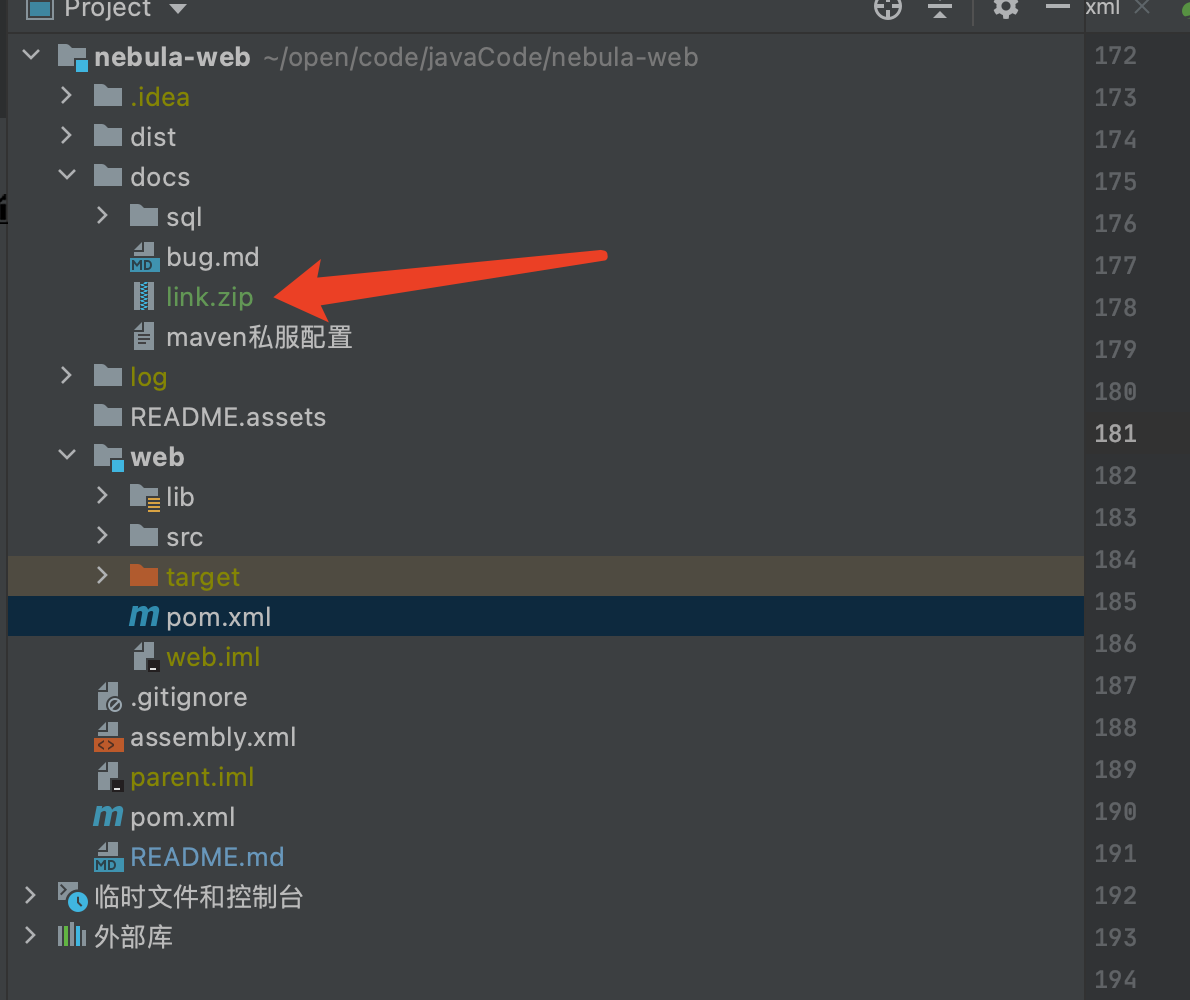 Project
xml
nebula-web ~/open/code/javaCode/nebula-web
.idea
dist
docs
sql
MD bug.md
link.zip
maven私服配置
log
README.assets
web
lib
src
target
m pom.xml
web.iml
.gitignore
<> assembly.xml
parent.iml
m pom.xml
MD README.md
临时文件和控制台
外部库
172
173
174
175
176
177
178
179
180
181
182
183
184
185
186
187
188
189
190
191
192
193
194